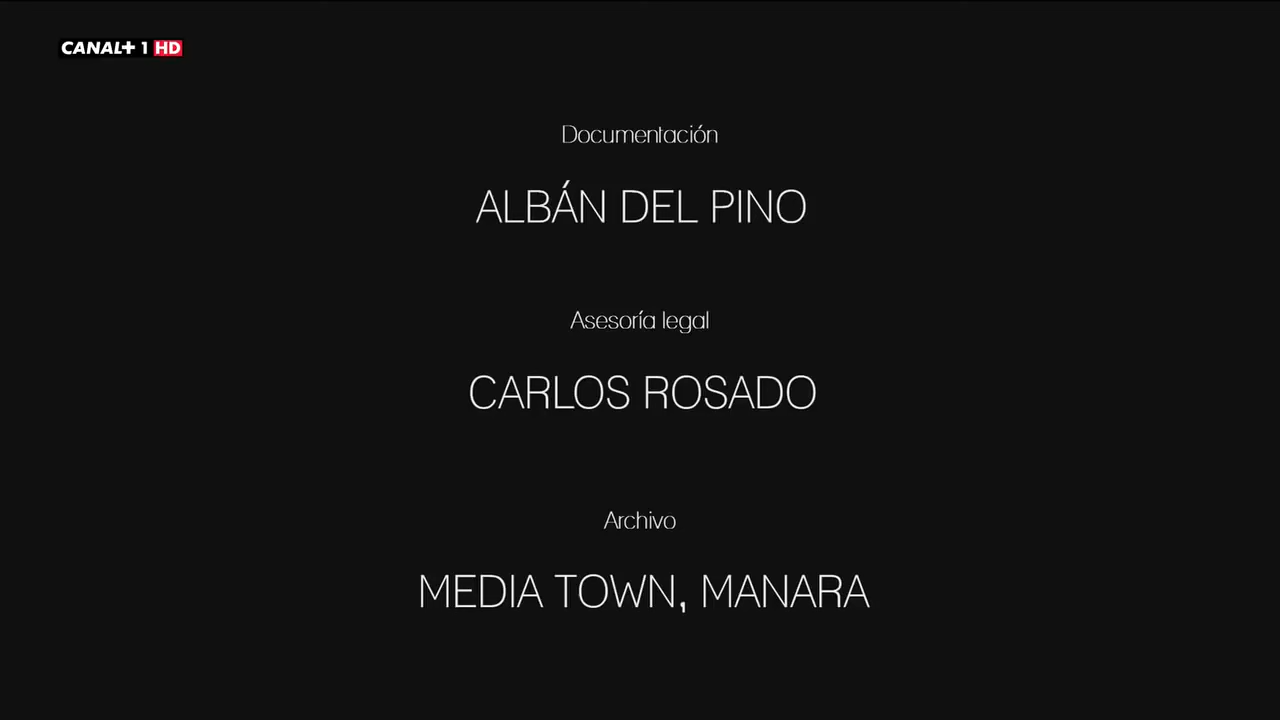 CANAL+ 1 HD
Documentación
ALBÁN DEL PINO
Asesoría legal
CARLOS ROSADO
Archivo
MEDIA TOWN, MANARA